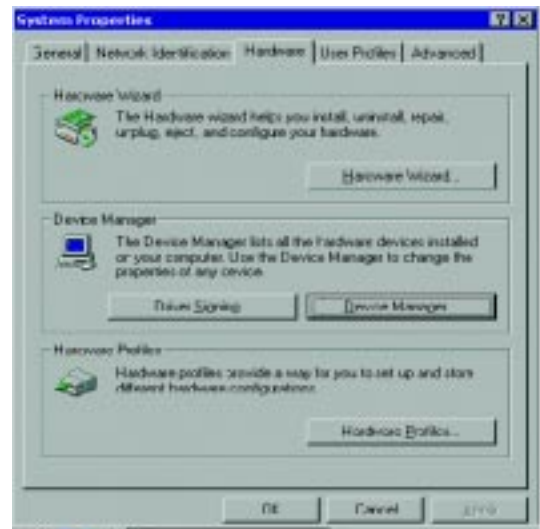 System Properties
General Network Identification Hardware User Profiles Advanced
Hardware Wizard
The Hardware wizard helps you install, uninstall, repair,
unplug, eject, and configure your hardware.
Hardware Wizard...
Device Manager
The Device Manager lists all the hardware devices installed
on your computer. Use the Device Manager to change the
properties of any device.
Driver Signing Device Manager
Hardware Profiles
Hardware profiles provide a way for you to set up and store
different hardware configurations.
Hardware Profiles...
OK Cancel Apply